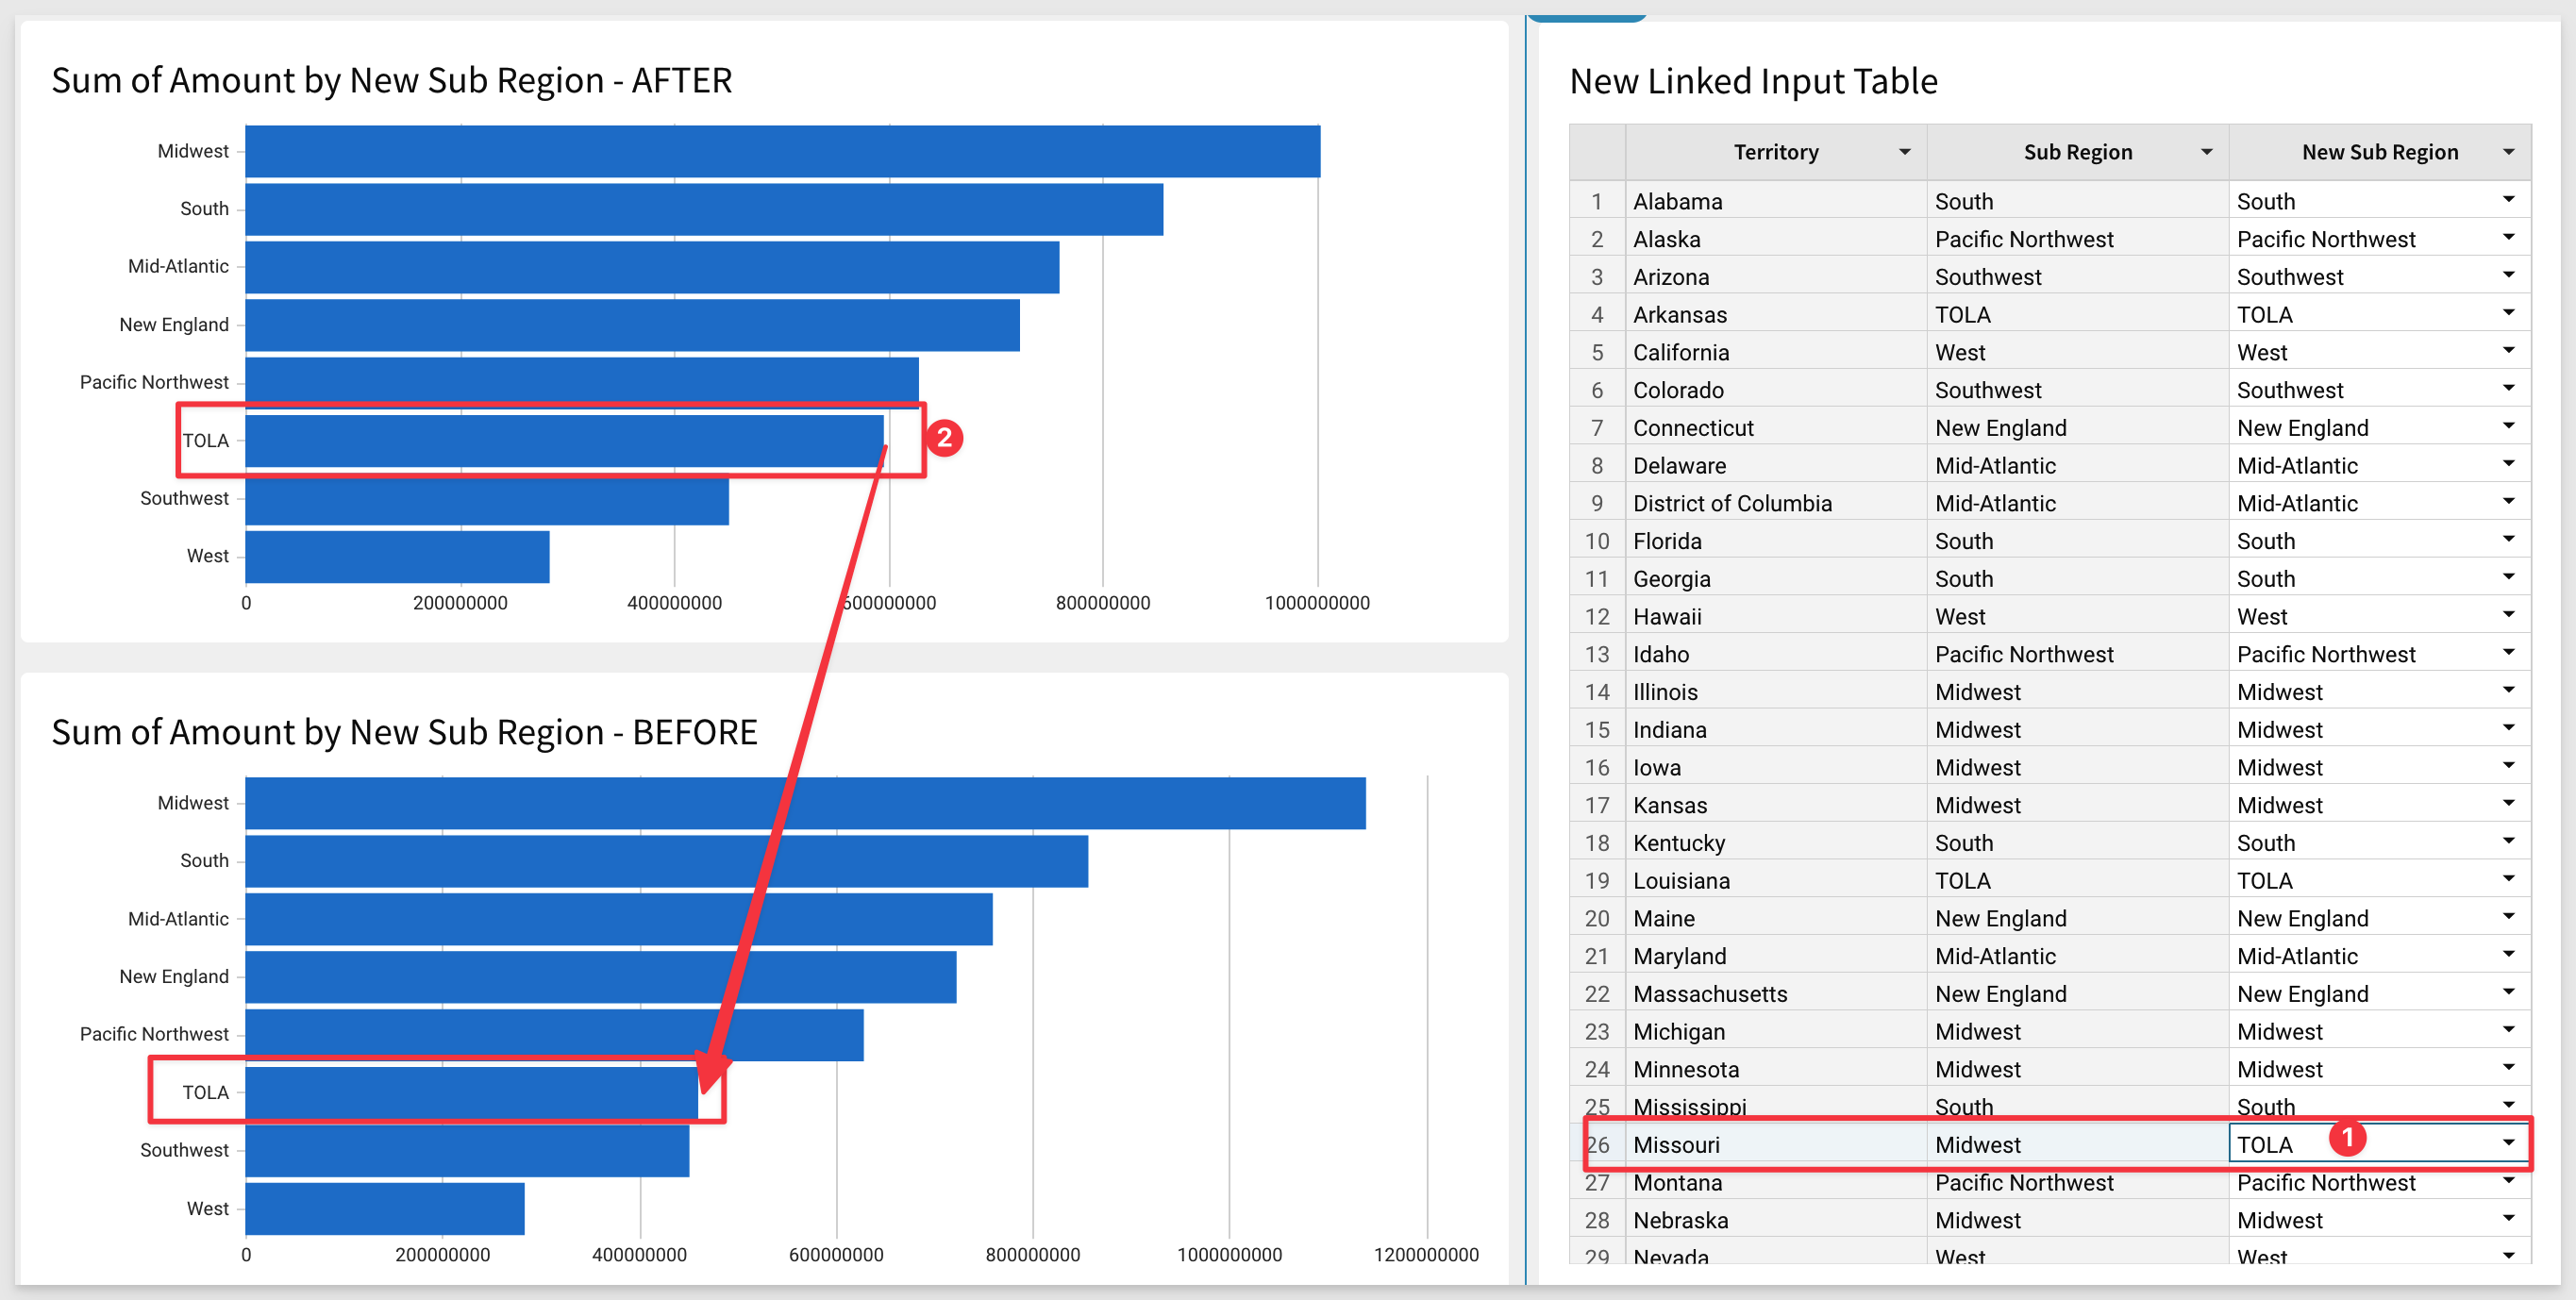 Sum of Amount by New Sub Region - AFTER
Midwest
South
Mid-Atlantic
New England
Pacific Northwest
TOLA
2
Southwest
West
0 200000000 400000000 600000000 800000000 1000000000
Sum of Amount by New Sub Region - BEFORE
Midwest
South
Mid-Atlantic
New England
Pacific Northwest
TOLA
Southwest
West
0 200000000 400000000 600000000 800000000 1000000000 1200000000
New Linked Input Table
Territory Sub Region New Sub Region
1 Alabama South South
2 Alaska Pacific Northwest Pacific Northwest
3 Arizona Southwest Southwest
4 Arkansas TOLA TOLA
5 California West West
6 Colorado Southwest Southwest
7 Connecticut New England New England
8 Delaware Mid-Atlantic Mid-Atlantic
9 District of Columbia Mid-Atlantic Mid-Atlantic
10 Florida South South
11 Georgia South South
12 Hawaii West West
13 Idaho Pacific Northwest Pacific Northwest
14 Illinois Midwest Midwest
15 Indiana Midwest Midwest
16 Iowa Midwest Midwest
17 Kansas Midwest Midwest
18 Kentucky South South
19 Louisiana TOLA TOLA
20 Maine New England New England
21 Maryland Mid-Atlantic Mid-Atlantic
22 Massachusetts New England New England
23 Michigan Midwest Midwest
24 Minnesota Midwest Midwest
25 Mississippi South South
26 Missouri Midwest TOLA 1
27 Montana Pacific Northwest Pacific Northwest
28 Nebraska Midwest Midwest
29 Nevada West West